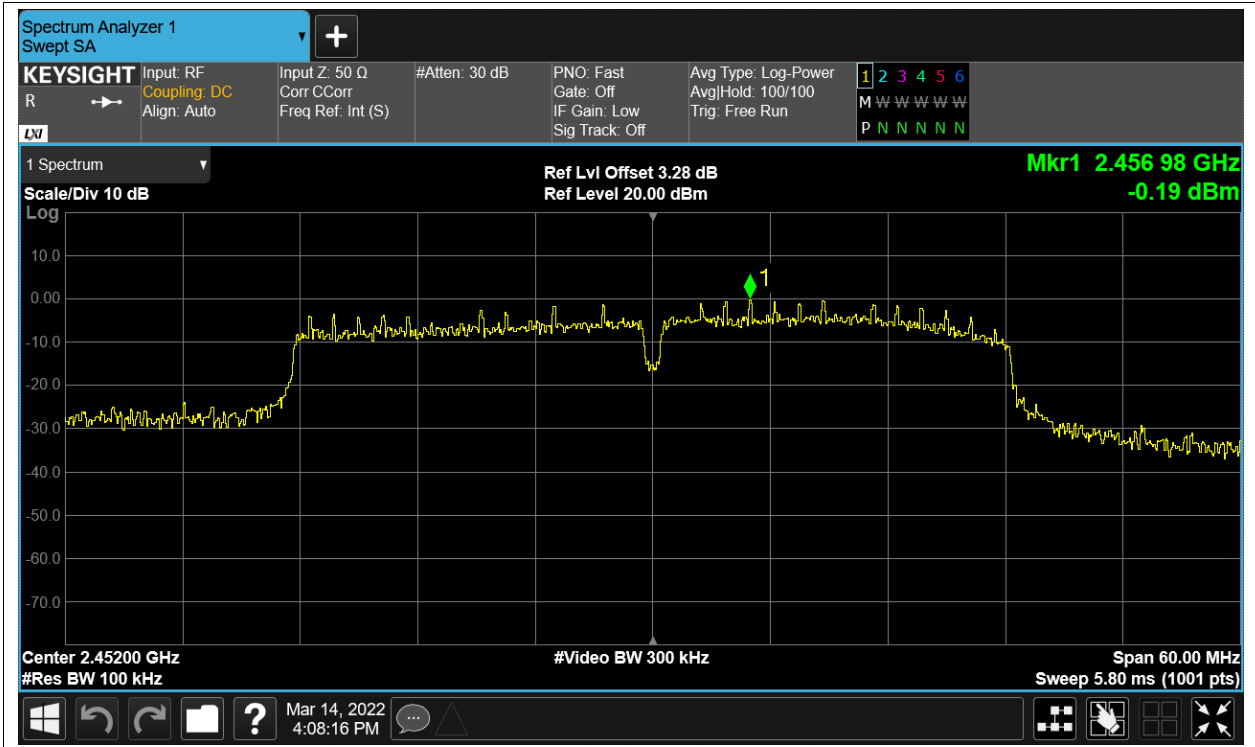 Spectrum Analyzer 1
Swept SA
KEYSIGHT
R
LXI
Input: RF
Coupling: DC
Align: Auto
Input Z: 50 Ω
Corr CCorr
Freq Ref: Int (S)
#Atten: 30 dB
PNO: Fast
Gate: Off
IF Gain: Low
Sig Track: Off
Avg Type: Log-Power
Avg|Hold: 100/100
Trig: Free Run
1 2 3 4 5 6
M W W W W W W
P N N N N N
1 Spectrum
Scale/Div 10 dB
Log
Ref Lvl Offset 3.28 dB
Ref Level 20.00 dBm
Mkr1 2.456 98 GHz
-0.19 dBm
1
10.0
0.00
-10.0
-20.0
-30.0
-40.0
-50.0
-60.0
-70.0
Center 2.45200 GHz
#Res BW 100 kHz
#Video BW 300 kHz
Span 60.00 MHz
Sweep 5.80 ms (1001 pts)
?
Mar 14, 2022
4:08:16 PM